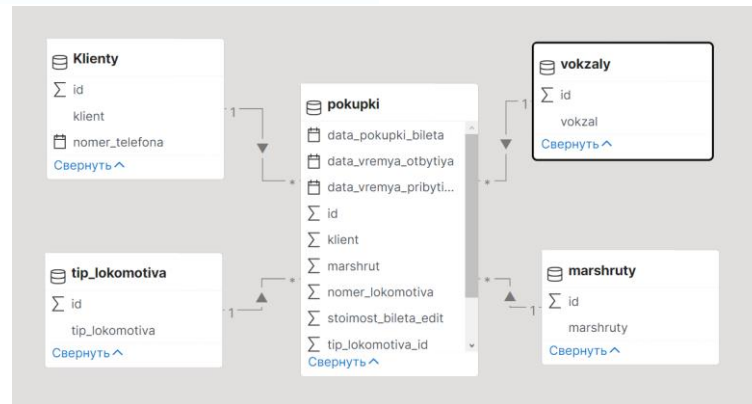 Klienty
id
klient
nomer_telefona
Свернуть
1
*
pokupki
data_pokupki_bileta
data_vremya_otbytiya
data_vremya_pribyti...
id
klient
marshrut
nomer_lokomotiva
stoimost_bileta_edit
tip_lokomotiva_id
Свернуть
vokzaly
id
vokzal
Свернуть
1
*
tip_lokomotiva
id
tip_lokomotiva
Свернуть
1
*
marshruty
id
marshruty
Свернуть
1
*